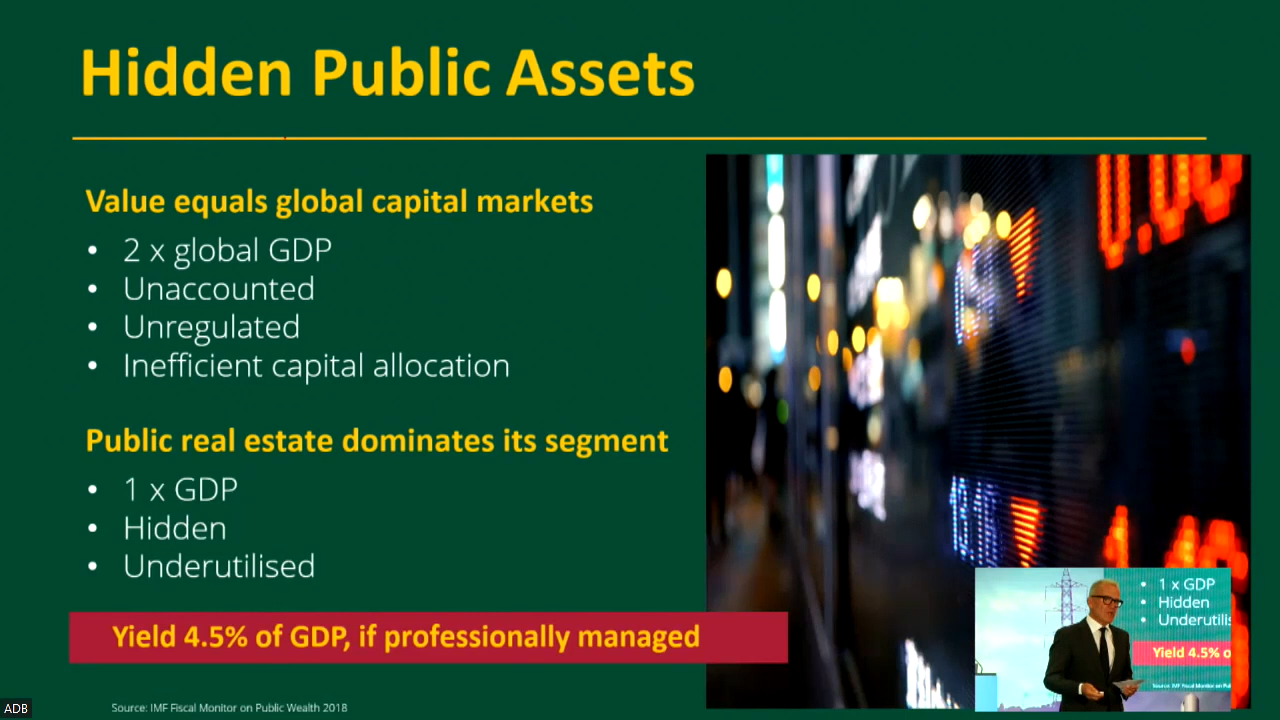 Hidden Public Assets
Value equals global capital markets
• 2 x global GDP
• Unaccounted
• Unregulated
• Inefficient capital allocation
Public real estate dominates its segment
• 1 x GDP
• Hidden
• Underutilised
Yield 4.5% of GDP, if professionally managed
Source: IMF Fiscal Monitor on Public Wealth 2018
ADB
• 1 x GDP
• Hidden
• Underutilis
Yield 4.5% o